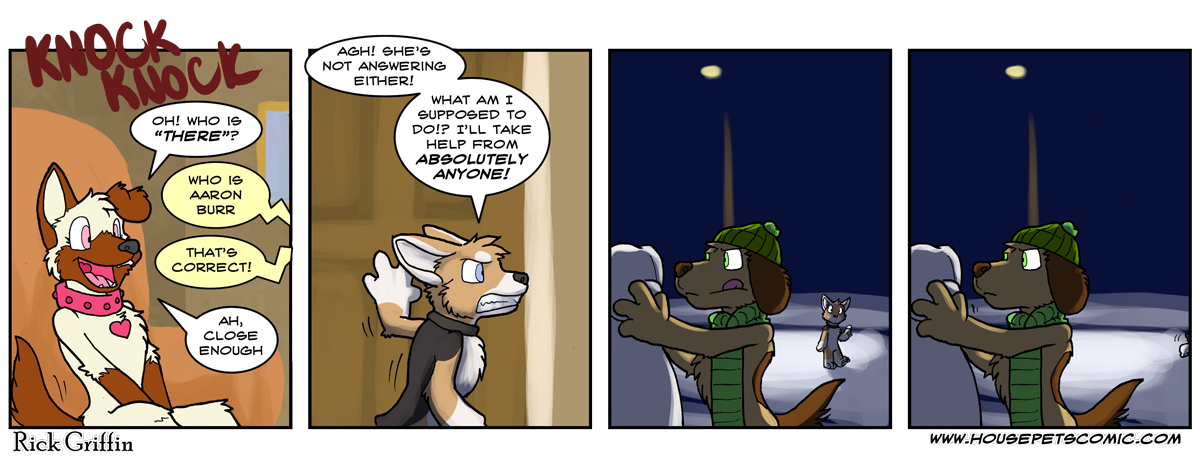 KNOCK
KNOCK
OH! WHO IS
"THERE"?
WHO IS
AARON
BURR
THAT'S
CORRECT!
AH,
CLOSE
ENOUGH
AGH! SHE'S
NOT ANSWERING
EITHER!
WHAT AM I
SUPPOSED TO
DO!? I'LL TAKE
HELP FROM
ABSOLUTELY
ANYONE!
Rick Griffin
WWW.HOUSEPETSCOMIC.COM